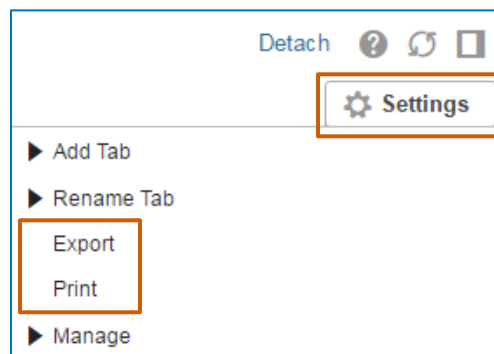 Detach
Settings
Add Tab
Rename Tab
Export
Print
Manage